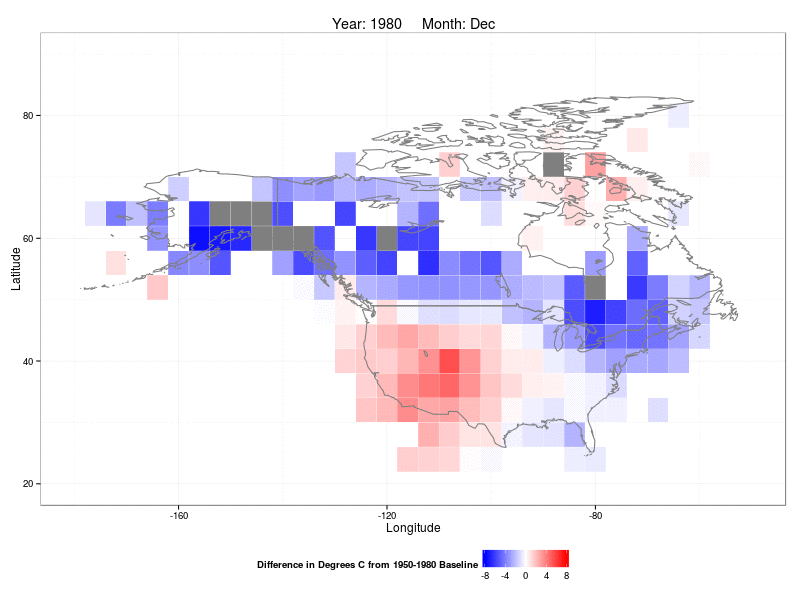 Year: 1980 Month: Dec
80
60
40
20
Latitude
-160 -120 -80
Longitude
Difference in Degrees C from 1950-1980 Baseline
-8 -4 0 4 8